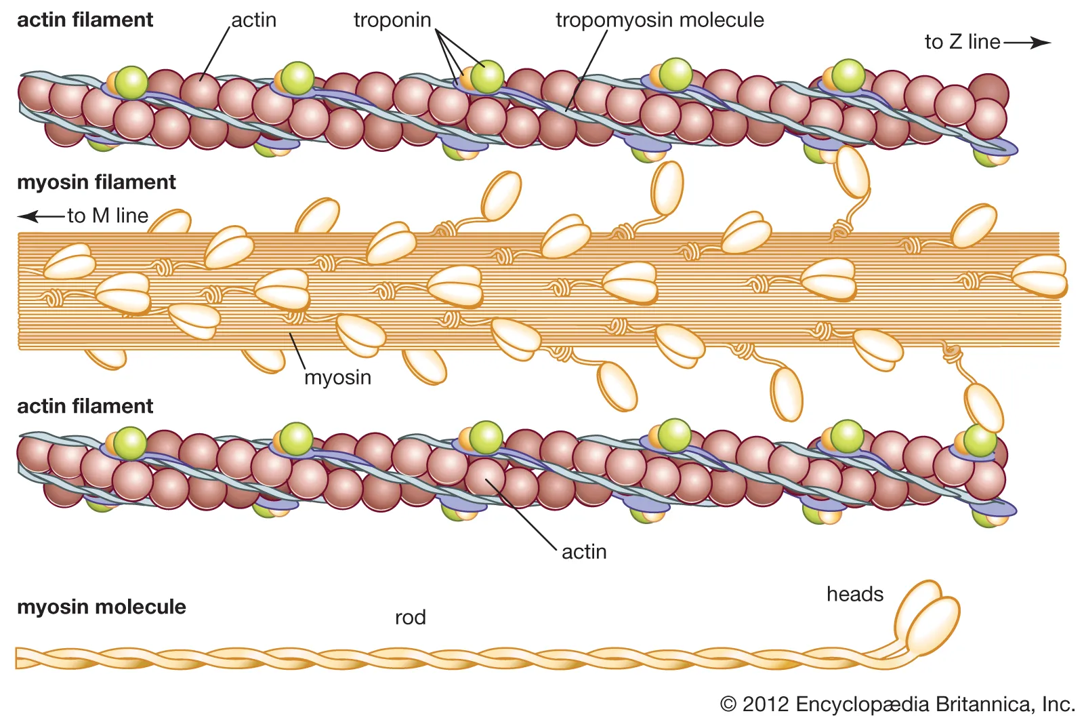 actin filament
actin
troponin
tropomyosin molecule
to Z line
myosin filament
to M line
myosin
actin filament
actin
myosin molecule
rod
heads
© 2012 Encyclopædia Britannica, Inc.